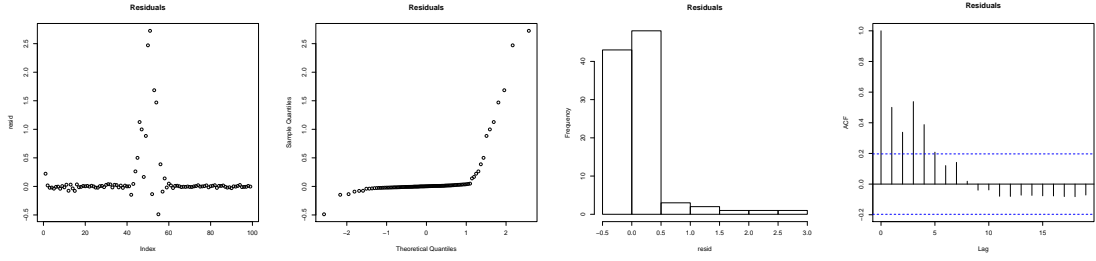 Residuals
resid
2.5
2.0
1.5
1.0
0.5
0.0
−0.5
0 20 40 60 80 100
Index
Residuals
Sample Quantiles
2.5
2.0
1.5
1.0
0.5
0.0
−0.5
−2 −1 0 1 2
Theoretical Quantiles
Residuals
Frequency
40
30
20
10
0
−0.5 0.0 0.5 1.0 1.5 2.0 2.5 3.0
resid
Residuals
ACF
1.0
0.8
0.6
0.4
0.2
0.0
−0.2
0 5 10 15
Lag